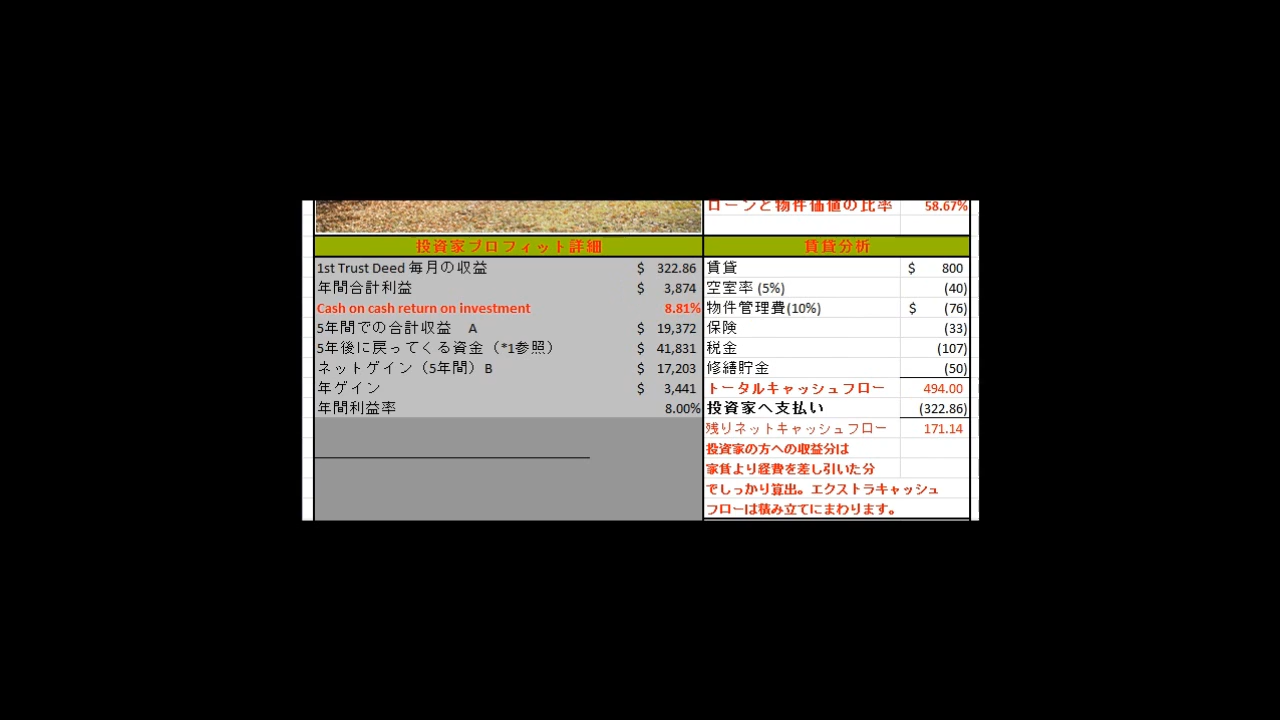 ローンと物件価値の比率 58.67%
投資家プロフィット詳細
1st Trust Deed 毎月の収益 $ 322.86
年間合計利益 $ 3,874
Cash on cash return on investment 8.81%
5年間での合計収益 A $ 19,372
5年後に戻ってくる資金（*1参照） $ 41,831
ネットゲイン（5年間）B $ 17,203
年ゲイン $ 3,441
年間利益率 8.00%
賃貸分析
賃貸 $ 800
空室率 (5%) (40)
物件管理費(10%) $ (76)
保険 (33)
税金 (107)
修繕貯金 (50)
トータルキャッシュフロー 494.00
投資家へ支払い (322.86)
残りネットキャッシュフロー 171.14
投資家の方への収益分は
家賃より経費を差し引いた分
でしっかり算出。エクストラキャッシュ
フローは積み立てにまわります。